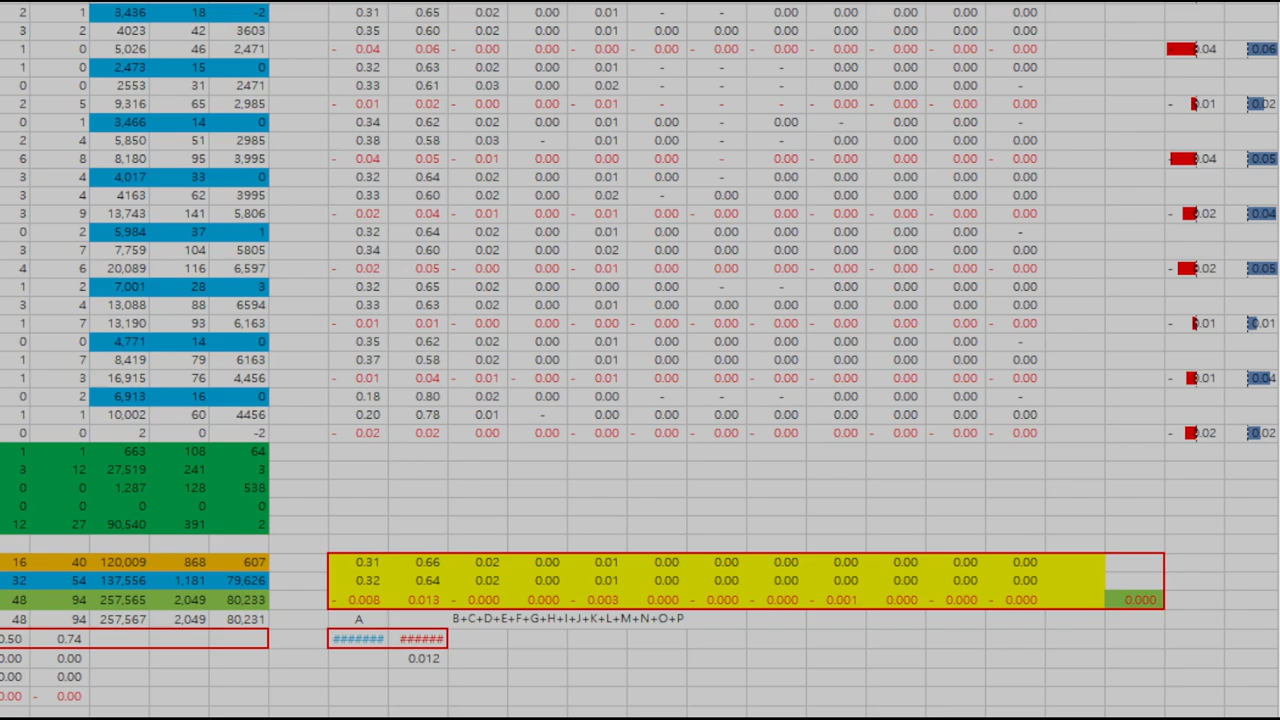 2 1 3,436 18 -2 0.31 0.65 0.02 0.00 0.01 - - 0.00 0.00 0.00 0.00 0.00
3 2 4023 42 3603 0.35 0.60 0.02 0.00 0.01 0.00 0.00 0.00 0.00 0.00 0.00 0.00
1 0 5,026 46 2,471 - 0.04 0.06 - 0.00 0.00 - 0.00 - 0.00 - 0.00 - 0.00 - 0.00 - 0.00 - 0.00 - 0.00 0.04 0.06
1 0 2,473 15 0 0.32 0.63 0.02 0.00 0.01 - - - 0.00 0.00 0.00 0.00
0 0 2553 31 2471 0.33 0.61 0.03 0.00 0.02 - - - 0.00 0.00 0.00 -
2 5 9,316 65 2,985 - 0.01 0.02 - 0.00 0.00 - 0.01 - 0.00 0.00 0.00 - 0.00 - 0.00 - 0.00 0.00 - 0.01 0.02
0 1 3,466 14 0 0.34 0.62 0.02 0.00 0.01 0.00 - 0.00 - 0.00 0.00 -
2 4 5,850 51 2985 0.38 0.58 0.03 - 0.01 0.00 - - 0.00 0.00 0.00 0.00
6 8 8,180 95 3,995 - 0.04 0.05 - 0.01 0.00 0.00 0.00 - 0.00 - 0.00 0.00 0.00 - 0.00 - 0.04 0.05
3 4 4,017 33 0 0.32 0.64 0.02 0.00 0.01 0.00 - 0.00 0.00 0.00 0.00 0.00
3 4 4163 62 3995 0.33 0.60 0.02 0.00 0.02 - 0.00 0.00 0.00 0.00 0.00 0.00
3 9 13,743 141 5,806 - 0.02 0.04 - 0.01 0.00 - 0.01 0.00 0.00 - 0.00 - 0.00 0.00 - 0.00 0.00 - 0.02 0.04
0 2 5,984 37 1 0.32 0.64 0.02 0.00 0.01 0.00 0.00 0.00 0.00 0.00 0.00 -
3 7 7,759 104 5805 0.34 0.60 0.02 0.00 0.02 0.00 0.00 0.00 0.00 0.00 0.00 0.00
4 6 20,089 116 6,597 - 0.02 0.05 - 0.00 0.00 - 0.01 0.00 - 0.00 - 0.00 - 0.00 - 0.00 - 0.00 - 0.00 - 0.02 0.05
1 2 7,001 28 3 0.32 0.65 0.02 0.00 0.01 0.00 - - 0.00 0.00 0.00 0.00
3 4 13,088 88 6594 0.33 0.63 0.02 0.00 0.01 0.00 0.00 0.00 0.00 0.00 0.00 0.00
1 7 13,190 93 6,163 - 0.01 0.01 - 0.00 0.00 - 0.00 - 0.00 - 0.00 - 0.00 0.00 - 0.00 - 0.00 - 0.00 - 0.01 0.01
0 0 4,771 14 0 0.35 0.62 0.02 0.00 0.01 0.00 0.00 0.00 0.00 0.00 0.00 -
1 7 8,419 79 6163 0.37 0.58 0.02 0.00 0.01 0.00 0.00 0.00 0.00 0.00 0.00 0.00
1 3 16,915 76 4,456 - 0.01 0.04 - 0.01 - 0.00 - 0.01 - 0.00 - 0.00 - 0.00 - 0.00 - 0.00 0.00 - 0.00 - 0.01 0.04
0 2 6,913 16 0 0.18 0.80 0.02 0.00 0.00 - - 0.00 0.00 - 0.00 -
1 1 10,002 60 4456 0.20 0.78 0.01 - 0.00 0.00 0.00 0.00 0.00 0.00 0.00 0.00
0 0 2 0 -2 - 0.02 0.02 0.00 0.00 - 0.00 - 0.00 - 0.00 - 0.00 0.00 - 0.00 - 0.00 - 0.00 - 0.02 0.02
1 1 663 108 64
3 12 27,519 241 3
0 0 1,287 128 538
0 0 0 0 0
12 27 90,540 391 2
16 40 120,009 868 607 0.31 0.66 0.02 0.00 0.01 0.00 0.00 0.00 0.00 0.00 0.00 0.00
32 54 137,556 1,181 79,626 0.32 0.64 0.02 0.00 0.01 0.00 0.00 0.00 0.00 0.00 0.00 0.00
48 94 257,565 2,049 80,233 - 0.008 0.013 - 0.000 0.000 - 0.003 0.000 - 0.000 - 0.000 - 0.001 - 0.000 - 0.000 - 0.000 0.000
48 94 257,567 2,049 80,231 A B+C+D+E+F+G+H+I+J+K+L+M+N+O+P
0.50 0.74 ####### ######
0.00 0.00 0.012
0.00 0.00
0.00 - 0.00